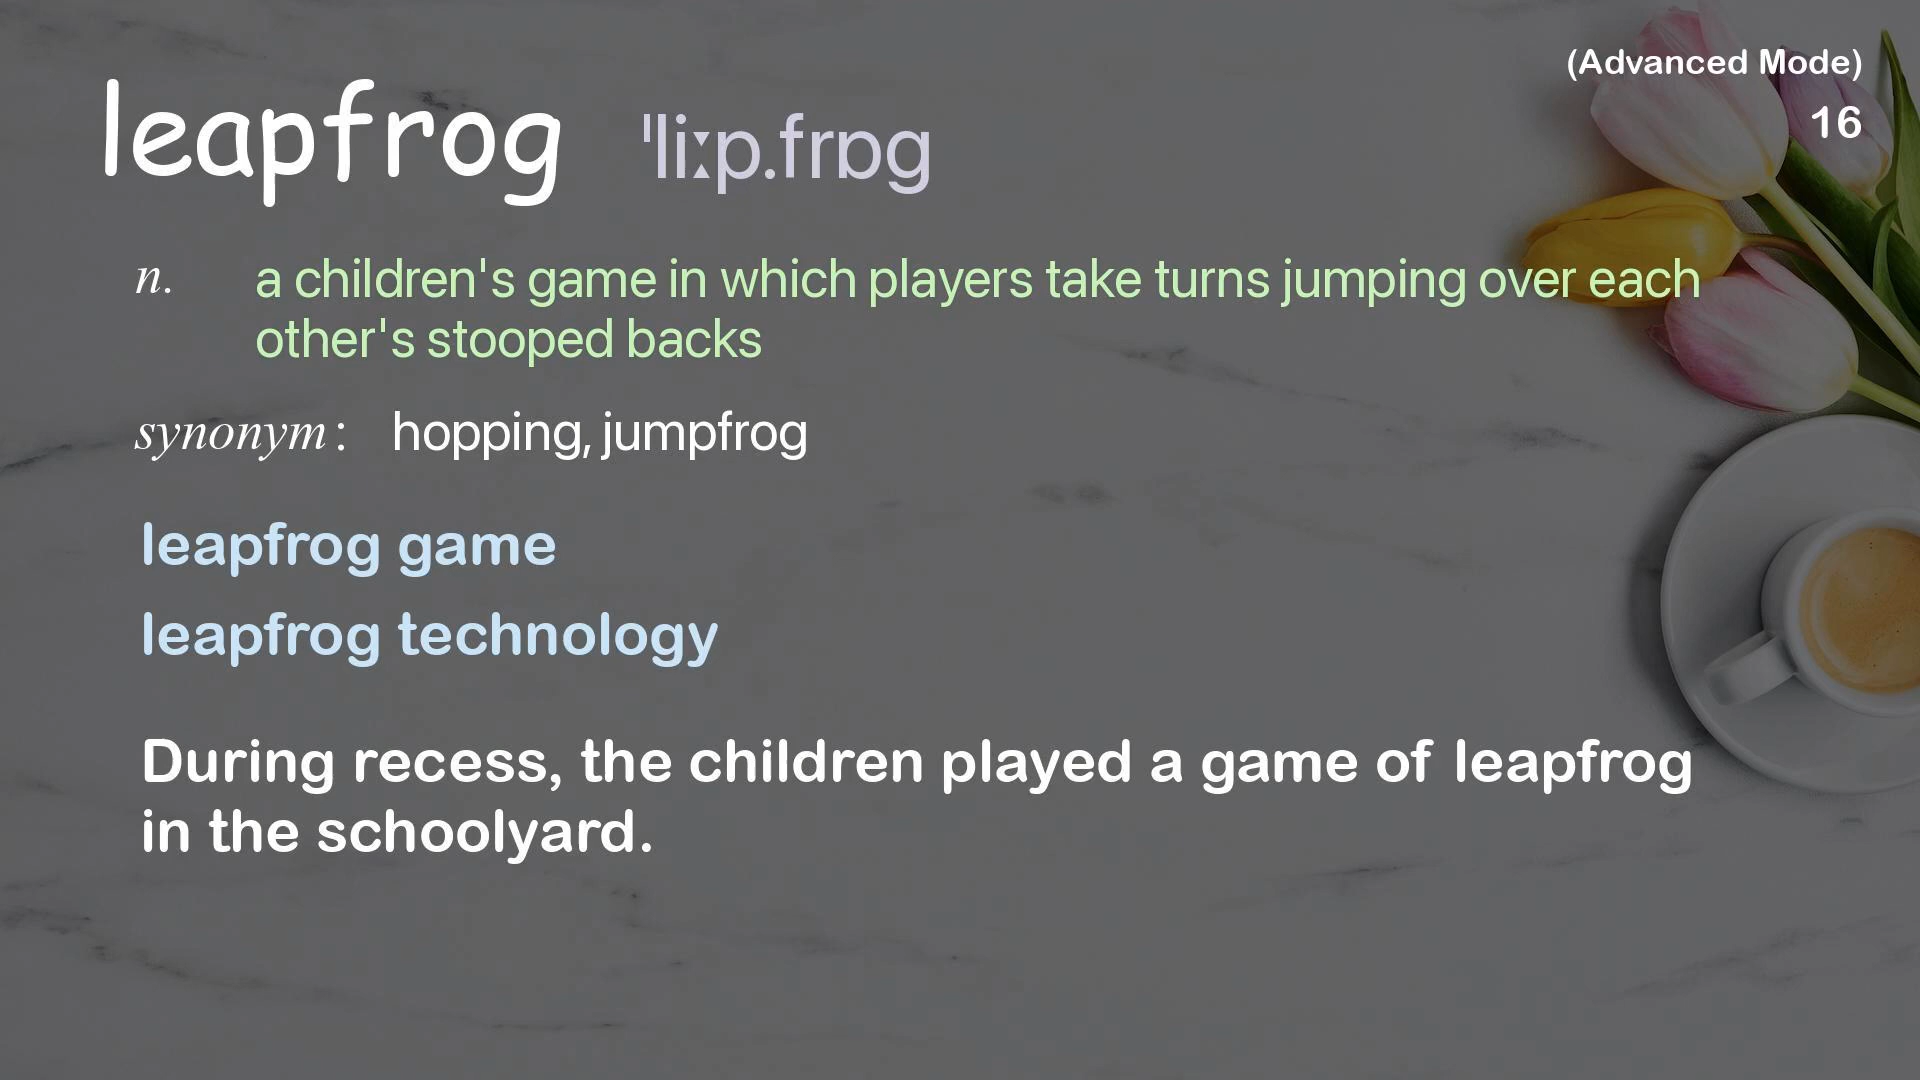 (Advanced Mode)
leapfrog ˈliːp.frɒg
16
n. a children's game in which players take turns jumping over each
other's stooped backs
synonym: hopping, jumpfrog
leapfrog game
leapfrog technology
During recess, the children played a game of leapfrog
in the schoolyard.